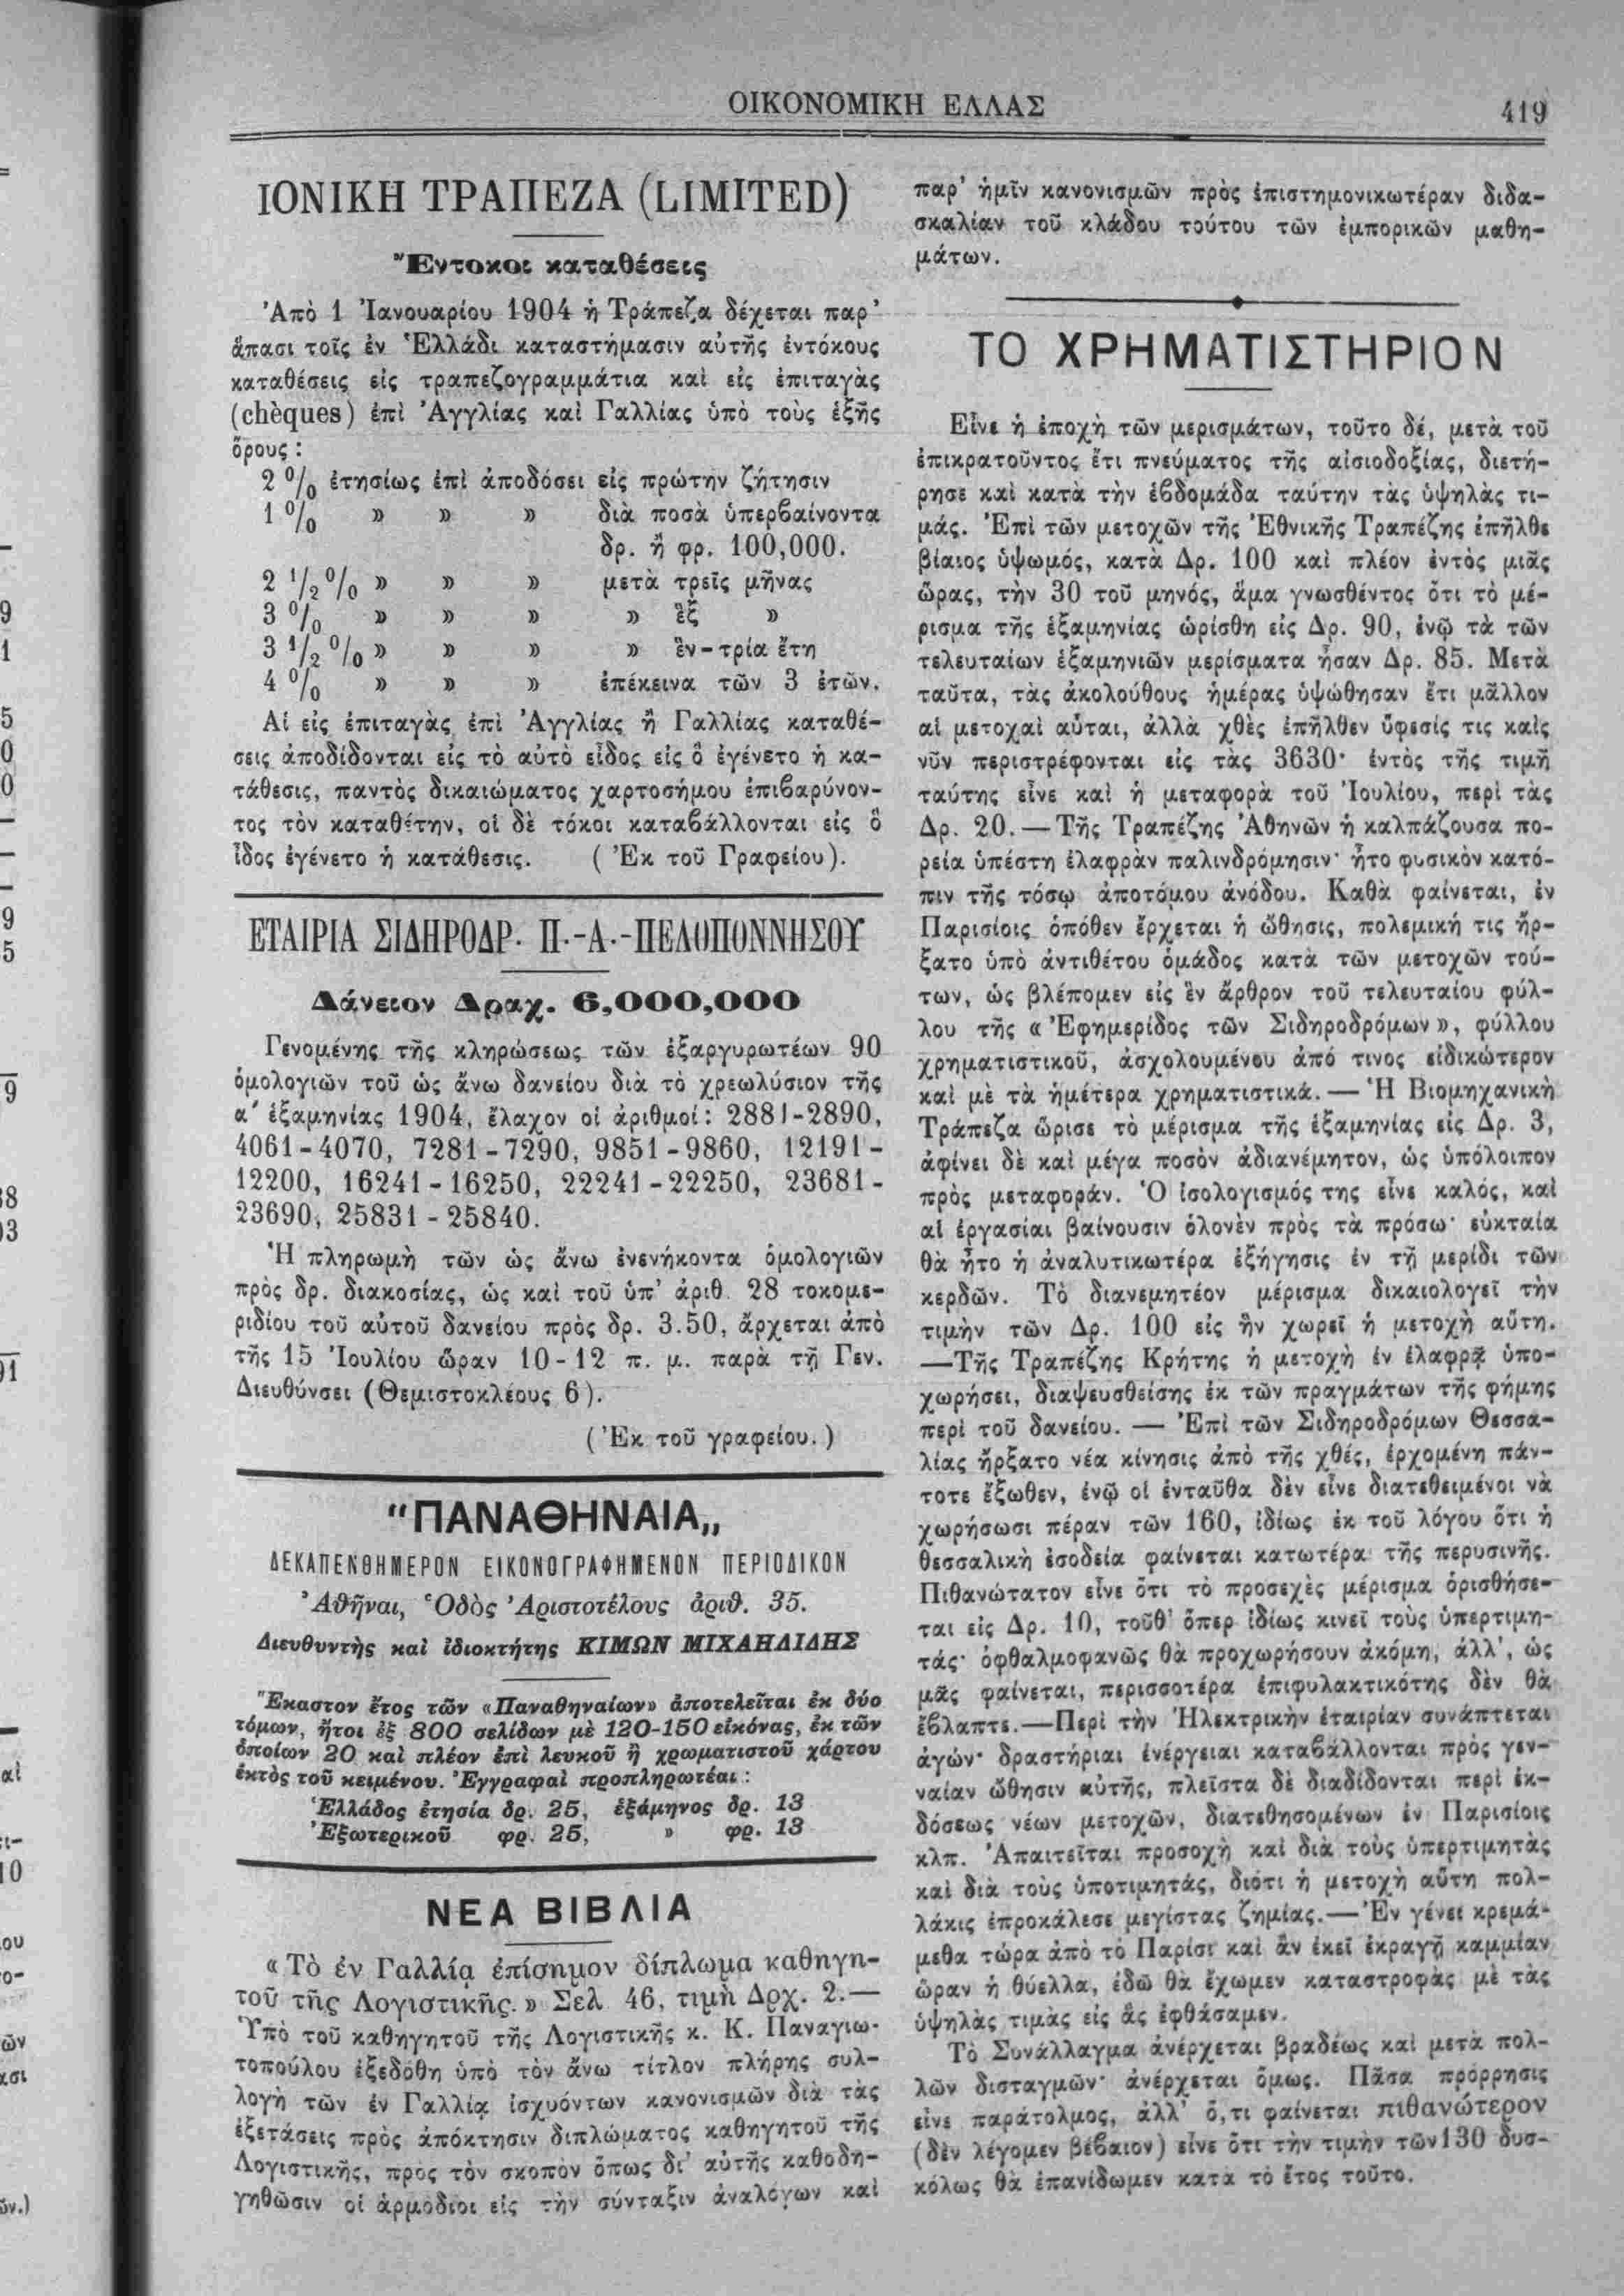 ΟΙΚΟΝΟΜΙΚΗ ΕΛΛΑΣ
419
ΙΟΝΙΚΗ ΤΡΑΠΕΖΑ (LIMITED)
Ἔντοκοι καταθέσεις
Ἀπὸ 1 Ἰανουαρίου 1904 ἡ Τράπεζα δέχεται παρ’
ἅπασι τοῖς ἐν Ἑλλάδι καταστήμασιν αὐτῆς ἐντόκους
καταθέσεις εἰς τραπεζογραμμάτια καὶ εἰς ἐπιταγὰς
(chèques) ἐπὶ Ἀγγλίας καὶ Γαλλίας ὑπὸ τοὺς ἑξῆς
ὅρους :
2 % ἐτησίως ἐπὶ ἀποδόσει εἰς πρώτην ζήτησιν
1 % » » » διὰ ποσὰ ὑπερβαίνοντα
δρ. ἢ φρ. 100,000.
2 1/2 % » » » μετὰ τρεῖς μῆνας
3 % » » » » ἓξ »
3 1/2 % » » » » ἓν-τρία ἔτη
4 % » » » ἐπέκεινα τῶν 3 ἐτῶν.
Αἱ εἰς ἐπιταγὰς ἐπὶ Ἀγγλίας ἢ Γαλλίας καταθέ-
σεις ἀποδίδονται εἰς τὸ αὐτὸ εἶδος εἰς ὃ ἐγένετο ἡ κα-
τάθεσις, παντὸς δικαιώματος χαρτοσήμου ἐπιβαρύνον-
τος τὸν καταθέτην, οἱ δὲ τόκοι καταβάλλονται εἰς ὃ
ἶδος ἐγένετο ἡ κατάθεσις. (Ἐκ τοῦ Γραφείου).
ΕΤΑΙΡΙΑ ΣΙΔΗΡΟΔΡ. Π.-Α.-ΠΕΛΟΠΟΝΝΗΣΟΥ
Δάνειον Δραχ. 6,000,000
Γενομένης τῆς κληρώσεως τῶν ἐξαργυρωτέων 90
ὁμολογιῶν τοῦ ὡς ἄνω δανείου διὰ τὸ χρεωλύσιον τῆς
α΄ ἑξαμηνίας 1904, ἔλαχον οἱ ἀριθμοί: 2881-2890,
4061-4070, 7281-7290, 9851-9860, 12191-
12200, 16241-16250, 22241-22250, 23681-
23690, 25831-25840.
Ἡ πληρωμὴ τῶν ὡς ἄνω ἐνενήκοντα ὁμολογιῶν
πρὸς δρ. διακοσίας, ὡς καὶ τοῦ ὑπ’ ἀριθ. 28 τοκομε-
ριδίου τοῦ αὐτοῦ δανείου πρὸς δρ. 3.50, ἄρχεται ἀπὸ
τῆς 15 Ἰουλίου ὥραν 10-12 π. μ. παρὰ τῇ Γεν.
Διευθύνσει (Θεμιστοκλέους 6).
(Ἐκ τοῦ γραφείου.)
"ΠΑΝΑΘΗΝΑΙΑ„
ΔΕΚΑΠΕΝΘΗΜΕΡΟΝ ΕΙΚΟΝΟΓΡΑΦΗΜΕΝΟΝ ΠΕΡΙΟΔΙΚΟΝ
Ἀθῆναι, Ὁδὸς Ἀριστοτέλους ἀριθ. 35.
Διευθυντὴς καὶ ἰδιοκτήτης ΚΙΜΩΝ ΜΙΧΑΗΛΙΔΗΣ
Ἕκαστον ἔτος τῶν «Παναθηναίων» ἀποτελεῖται ἐκ δύο
τόμων, ἤτοι ἐξ 800 σελίδων μὲ 120-150 εἰκόνας, ἐκ τῶν
ὁποίων 20 καὶ πλέον ἐπὶ λευκοῦ ἢ χρωματιστοῦ χάρτου
ἐκτὸς τοῦ κειμένου. Ἐγγραφαὶ προπληρωτέαι :
Ἑλλάδος ἐτησία δρ. 25, ἑξάμηνος δρ. 13
Ἐξωτερικοῦ φρ. 25, » φρ. 13
ΝΕΑ ΒΙΒΛΙΑ
«Τὸ ἐν Γαλλίᾳ ἐπίσημον δίπλωμα καθηγη-
τοῦ τῆς Λογιστικῆς.» Σελ 46, τιμὴ Δρχ. 2.—
Ὑπὸ τοῦ καθηγητοῦ τῆς Λογιστικῆς κ. Κ. Παναγιω-
τοπούλου ἐξεδόθη ὑπὸ τὸν ἄνω τίτλον πλήρης συλ-
λογὴ τῶν ἐν Γαλλίᾳ ἰσχυόντων κανονισμῶν διὰ τὰς
ἐξετάσεις πρὸς ἀπόκτησιν διπλώματος καθηγητοῦ τῆς
Λογιστικῆς, πρὸς τὸν σκοπὸν ὅπως δι’ αὐτῆς καθοδη-
γηθῶσιν οἱ ἁρμόδιοι εἰς τὴν σύνταξιν ἀναλόγων καὶ
παρ’ ἡμῖν κανονισμῶν πρὸς ἐπιστημονικωτέραν διδα-
σκαλίαν τοῦ κλάδου τούτου τῶν ἐμπορικῶν μαθη-
μάτων.
ΤΟ ΧΡΗΜΑΤΙΣΤΗΡΙΟΝ
Εἶνε ἡ ἐποχὴ τῶν μερισμάτων, τοῦτο δέ, μετὰ τοῦ
ἐπικρατοῦντος ἔτι πνεύματος τῆς αἰσιοδοξίας, διετή-
ρησε καὶ κατὰ τὴν ἑβδομάδα ταύτην τὰς ὑψηλὰς τι-
μάς. Ἐπὶ τῶν μετοχῶν τῆς Ἐθνικῆς Τραπέζης ἐπῆλθε
βίαιος ὑψωμός, κατὰ Δρ. 100 καὶ πλέον ἐντὸς μιᾶς
ὥρας, τὴν 30 τοῦ μηνός, ἅμα γνωσθέντος ὅτι τὸ μέ-
ρισμα τῆς ἑξαμηνίας ὡρίσθη εἰς Δρ. 90, ἐνῷ τὰ τῶν
τελευταίων ἑξαμηνιῶν μερίσματα ἦσαν Δρ. 85. Μετὰ
ταῦτα, τὰς ἀκολούθους ἡμέρας ὑψώθησαν ἔτι μᾶλλον
αἱ μετοχαὶ αὗται, ἀλλὰ χθὲς ἐπῆλθεν ὕφεσίς τις καὶς
νῦν περιστρέφονται εἰς τὰς 3630· ἐντὸς τῆς τιμῆ
ταύτης εἶνε καὶ ἡ μεταφορὰ τοῦ Ἰουλίου, περὶ τὰς
Δρ. 20. — Τῆς Τραπέζης Ἀθηνῶν ἡ καλπάζουσα πο-
ρεία ὑπέστη ἐλαφρὰν παλινδρόμησιν· ἦτο φυσικὸν κατό-
πιν τῆς τόσῳ ἀποτόμου ἀνόδου. Καθὰ φαίνεται, ἐν
Παρισίοις ὁπόθεν ἔρχεται ἡ ὤθησις, πολεμική τις ἤρ-
ξατο ὑπὸ ἀντιθέτου ὁμάδος κατὰ τῶν μετοχῶν τού-
των, ὡς βλέπομεν εἰς ἓν ἄρθρον τοῦ τελευταίου φύλ-
λου τῆς «Ἐφημερίδος τῶν Σιδηροδρόμων», φύλλου
χρηματιστικοῦ, ἀσχολουμένου ἀπό τινος εἰδικώτερον
καὶ μὲ τὰ ἡμέτερα χρηματιστικά. — Ἡ Βιομηχανικὴ
Τράπεζα ὥρισε τὸ μέρισμα τῆς ἑξαμηνίας εἰς Δρ. 3,
ἀφίνει δὲ καὶ μέγα ποσὸν ἀδιανέμητον, ὡς ὑπόλοιπον
πρὸς μεταφοράν. Ὁ ἰσολογισμός της εἶνε καλός, καὶ
αἱ ἐργασίαι βαίνουσιν ὁλονὲν πρὸς τὰ πρόσω· εὐκταία
θὰ ἦτο ἡ ἀναλυτικωτέρα ἐξήγησις ἐν τῇ μερίδι τῶν
κερδῶν. Τὸ διανεμητέον μέρισμα δικαιολογεῖ τὴν
τιμὴν τῶν Δρ. 100 εἰς ἣν χωρεῖ ἡ μετοχὴ αὕτη.
—Τῆς Τραπέζης Κρήτης ἡ μετοχὴ ἐν ἐλαφρᾷ ὑπο-
χωρήσει, διαψευσθείσης ἐκ τῶν πραγμάτων τῆς φήμης
περὶ τοῦ δανείου. — Ἐπὶ τῶν Σιδηροδρόμων Θεσσα-
λίας ἤρξατο νέα κίνησις ἀπὸ τῆς χθές, ἐρχομένη πάν-
τοτε ἔξωθεν, ἐνῷ οἱ ἐνταῦθα δὲν εἶνε διατεθειμένοι νὰ
χωρήσωσι πέραν τῶν 160, ἰδίως ἐκ τοῦ λόγου ὅτι ἡ
θεσσαλικὴ ἐσοδεία φαίνεται κατωτέρα τῆς περυσινῆς.
Πιθανώτατον εἶνε ὅτι τὸ προσεχὲς μέρισμα ὁρισθήσε-
ται εἰς Δρ. 10, τοῦθ’ ὅπερ ἰδίως κινεῖ τοὺς ὑπερτιμη-
τάς· ὀφθαλμοφανῶς θὰ προχωρήσουν ἀκόμη, ἀλλ’, ὡς
μᾶς φαίνεται, περισσοτέρα ἐπιφυλακτικότης δὲν θὰ
ἔβλαπτε.—Περὶ τὴν Ἠλεκτρικὴν ἑταιρίαν συνάπτεται
ἀγών· δραστήριαι ἐνέργειαι καταβάλλονται πρὸς γεν-
ναίαν ὤθησιν αὐτῆς, πλεῖστα δὲ διαδίδονται περὶ ἐκ-
δόσεως νέων μετοχῶν, διατεθησομένων ἐν Παρισίοις
κλπ. Ἀπαιτεῖται προσοχὴ καὶ διὰ τοὺς ὑπερτιμητὰς
καὶ διὰ τοὺς ὑποτιμητάς, διότι ἡ μετοχὴ αὕτη πολ-
λάκις ἐπροκάλεσε μεγίστας ζημίας.—Ἐν γένει κρεμά-
μεθα τώρα ἀπὸ τὸ Παρίσι καὶ ἂν ἐκεῖ ἐκραγῇ καμμίαν
ὥραν ἡ θύελλα, ἐδῶ θὰ ἔχωμεν καταστροφὰς μὲ τὰς
ὑψηλὰς τιμὰς εἰς ἃς ἐφθάσαμεν.
Τὸ Συνάλλαγμα ἀνέρχεται βραδέως καὶ μετὰ πολ-
λῶν δισταγμῶν· ἀνέρχεται ὅμως. Πᾶσα πρόρρησις
εἶνε παράτολμος, ἀλλ’ ὅ,τι φαίνεται πιθανώτερον
(δὲν λέγομεν βέβαιον) εἶνε ὅτι τὴν τιμὴν τῶν 130 δυσ-
κόλως θὰ ἐπανίδωμεν κατὰ τὸ ἔτος τοῦτο.